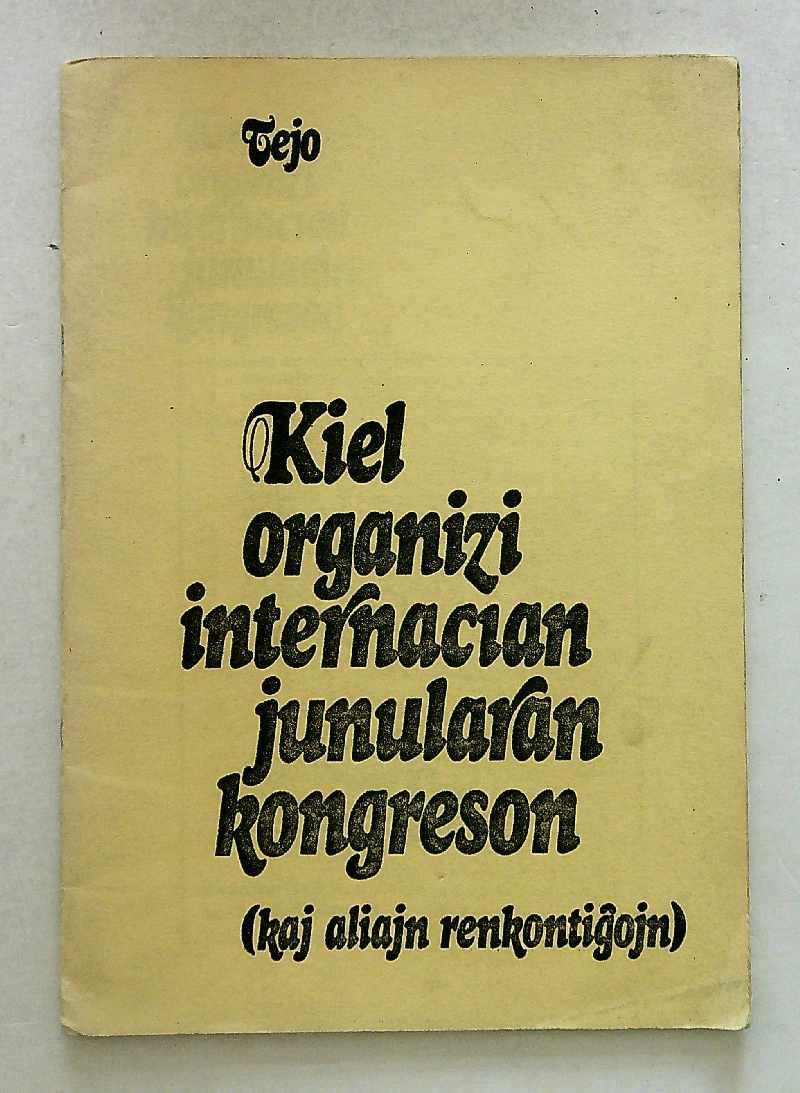 Tejo
Kiel
organizi
internacian
junularan
kongreson
(kaj aliajn renkontiĝojn)